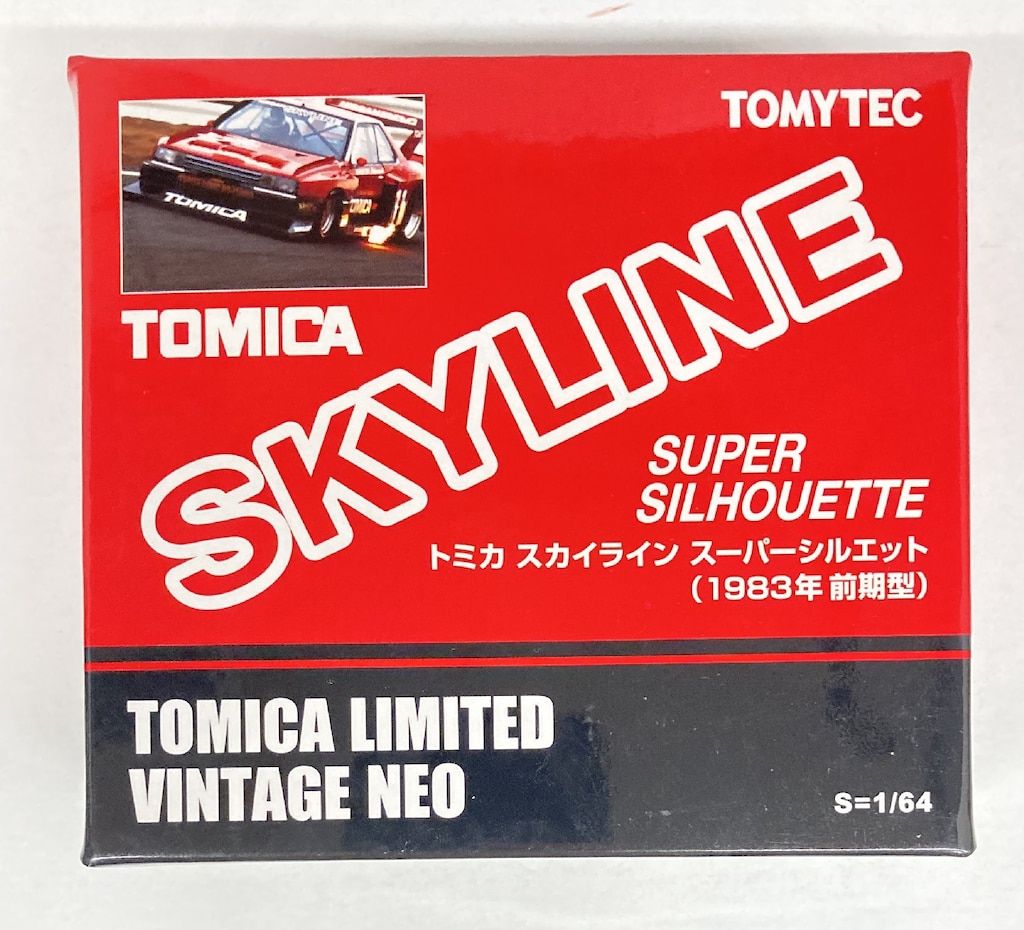 TOMYTEC
TOMICA
TOMICA
SKYLINE
SUPER
SILHOUETTE
トミカ スカイライン スーパーシルエット
(1983年 前期型)
TOMICA LIMITED
VINTAGE NEO
S=1/64